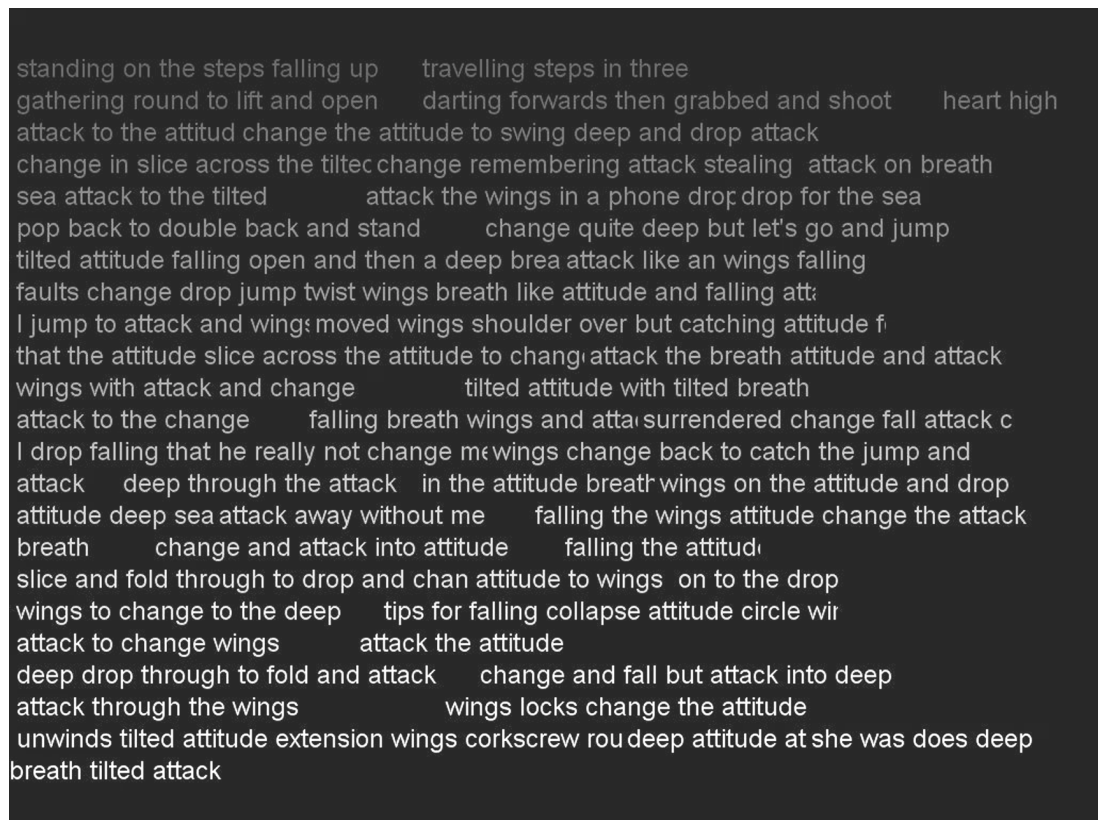 standing on the steps falling up travelling steps in three
gathering round to lift and open darting forwards then grabbed and shoot heart high
attack to the attitud change the attitude to swing deep and drop attack
change in slice across the tilted change remembering attack stealing attack on breath
sea attack to the tilted attack the wings in a phone drop drop for the sea
pop back to double back and stand change quite deep but let's go and jump
tilted attitude falling open and then a deep brea attack like an wings falling
faults change drop jump twist wings breath like attitude and falling atta
I jump to attack and wings moved wings shoulder over but catching attitude f
that the attitude slice across the attitude to chang attack the breath attitude and attack
wings with attack and change tilted attitude with tilted breath
attack to the change falling breath wings and atta surrendered change fall attack c
I drop falling that he really not change me wings change back to catch the jump and
attack deep through the attack in the attitude breath wings on the attitude and drop
attitude deep sea attack away without me falling the wings attitude change the attack
breath change and attack into attitude falling the attitud
slice and fold through to drop and chan attitude to wings on to the drop
wings to change to the deep tips for falling collapse attitude circle win
attack to change wings attack the attitude
deep drop through to fold and attack change and fall but attack into deep
attack through the wings wings locks change the attitude
unwinds tilted attitude extension wings corkscrew rou deep attitude at she was does deep
breath tilted attack